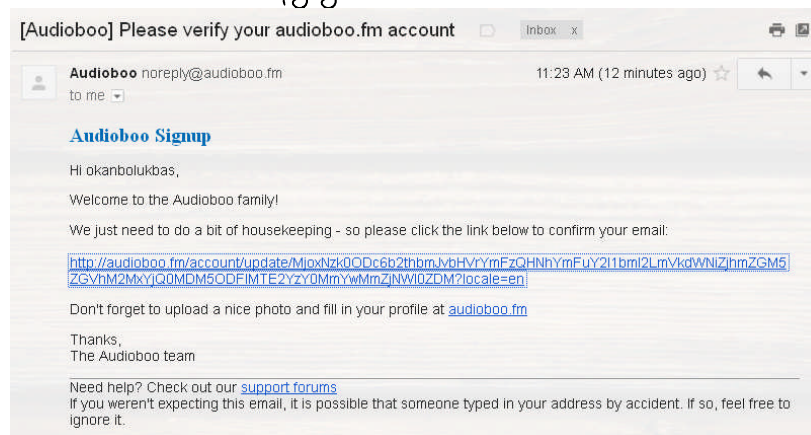 [Audioboo] Please verify your audioboo.fm account Inbox x
Audioboo noreply@audioboo.fm 11:23 AM (12 minutes ago)
to me
Audioboo Signup
Hi okanbolukbas,
Welcome to the Audioboo family!
We just need to do a bit of housekeeping - so please click the link below to confirm your email:
Don't forget to upload a nice photo and fill in your profile at audioboo.fm
Thanks,
The Audioboo team
Need help? Check out our support forums
If you weren't expecting this email, it is possible that someone typed in your address by accident. If so, feel free to
ignore it.